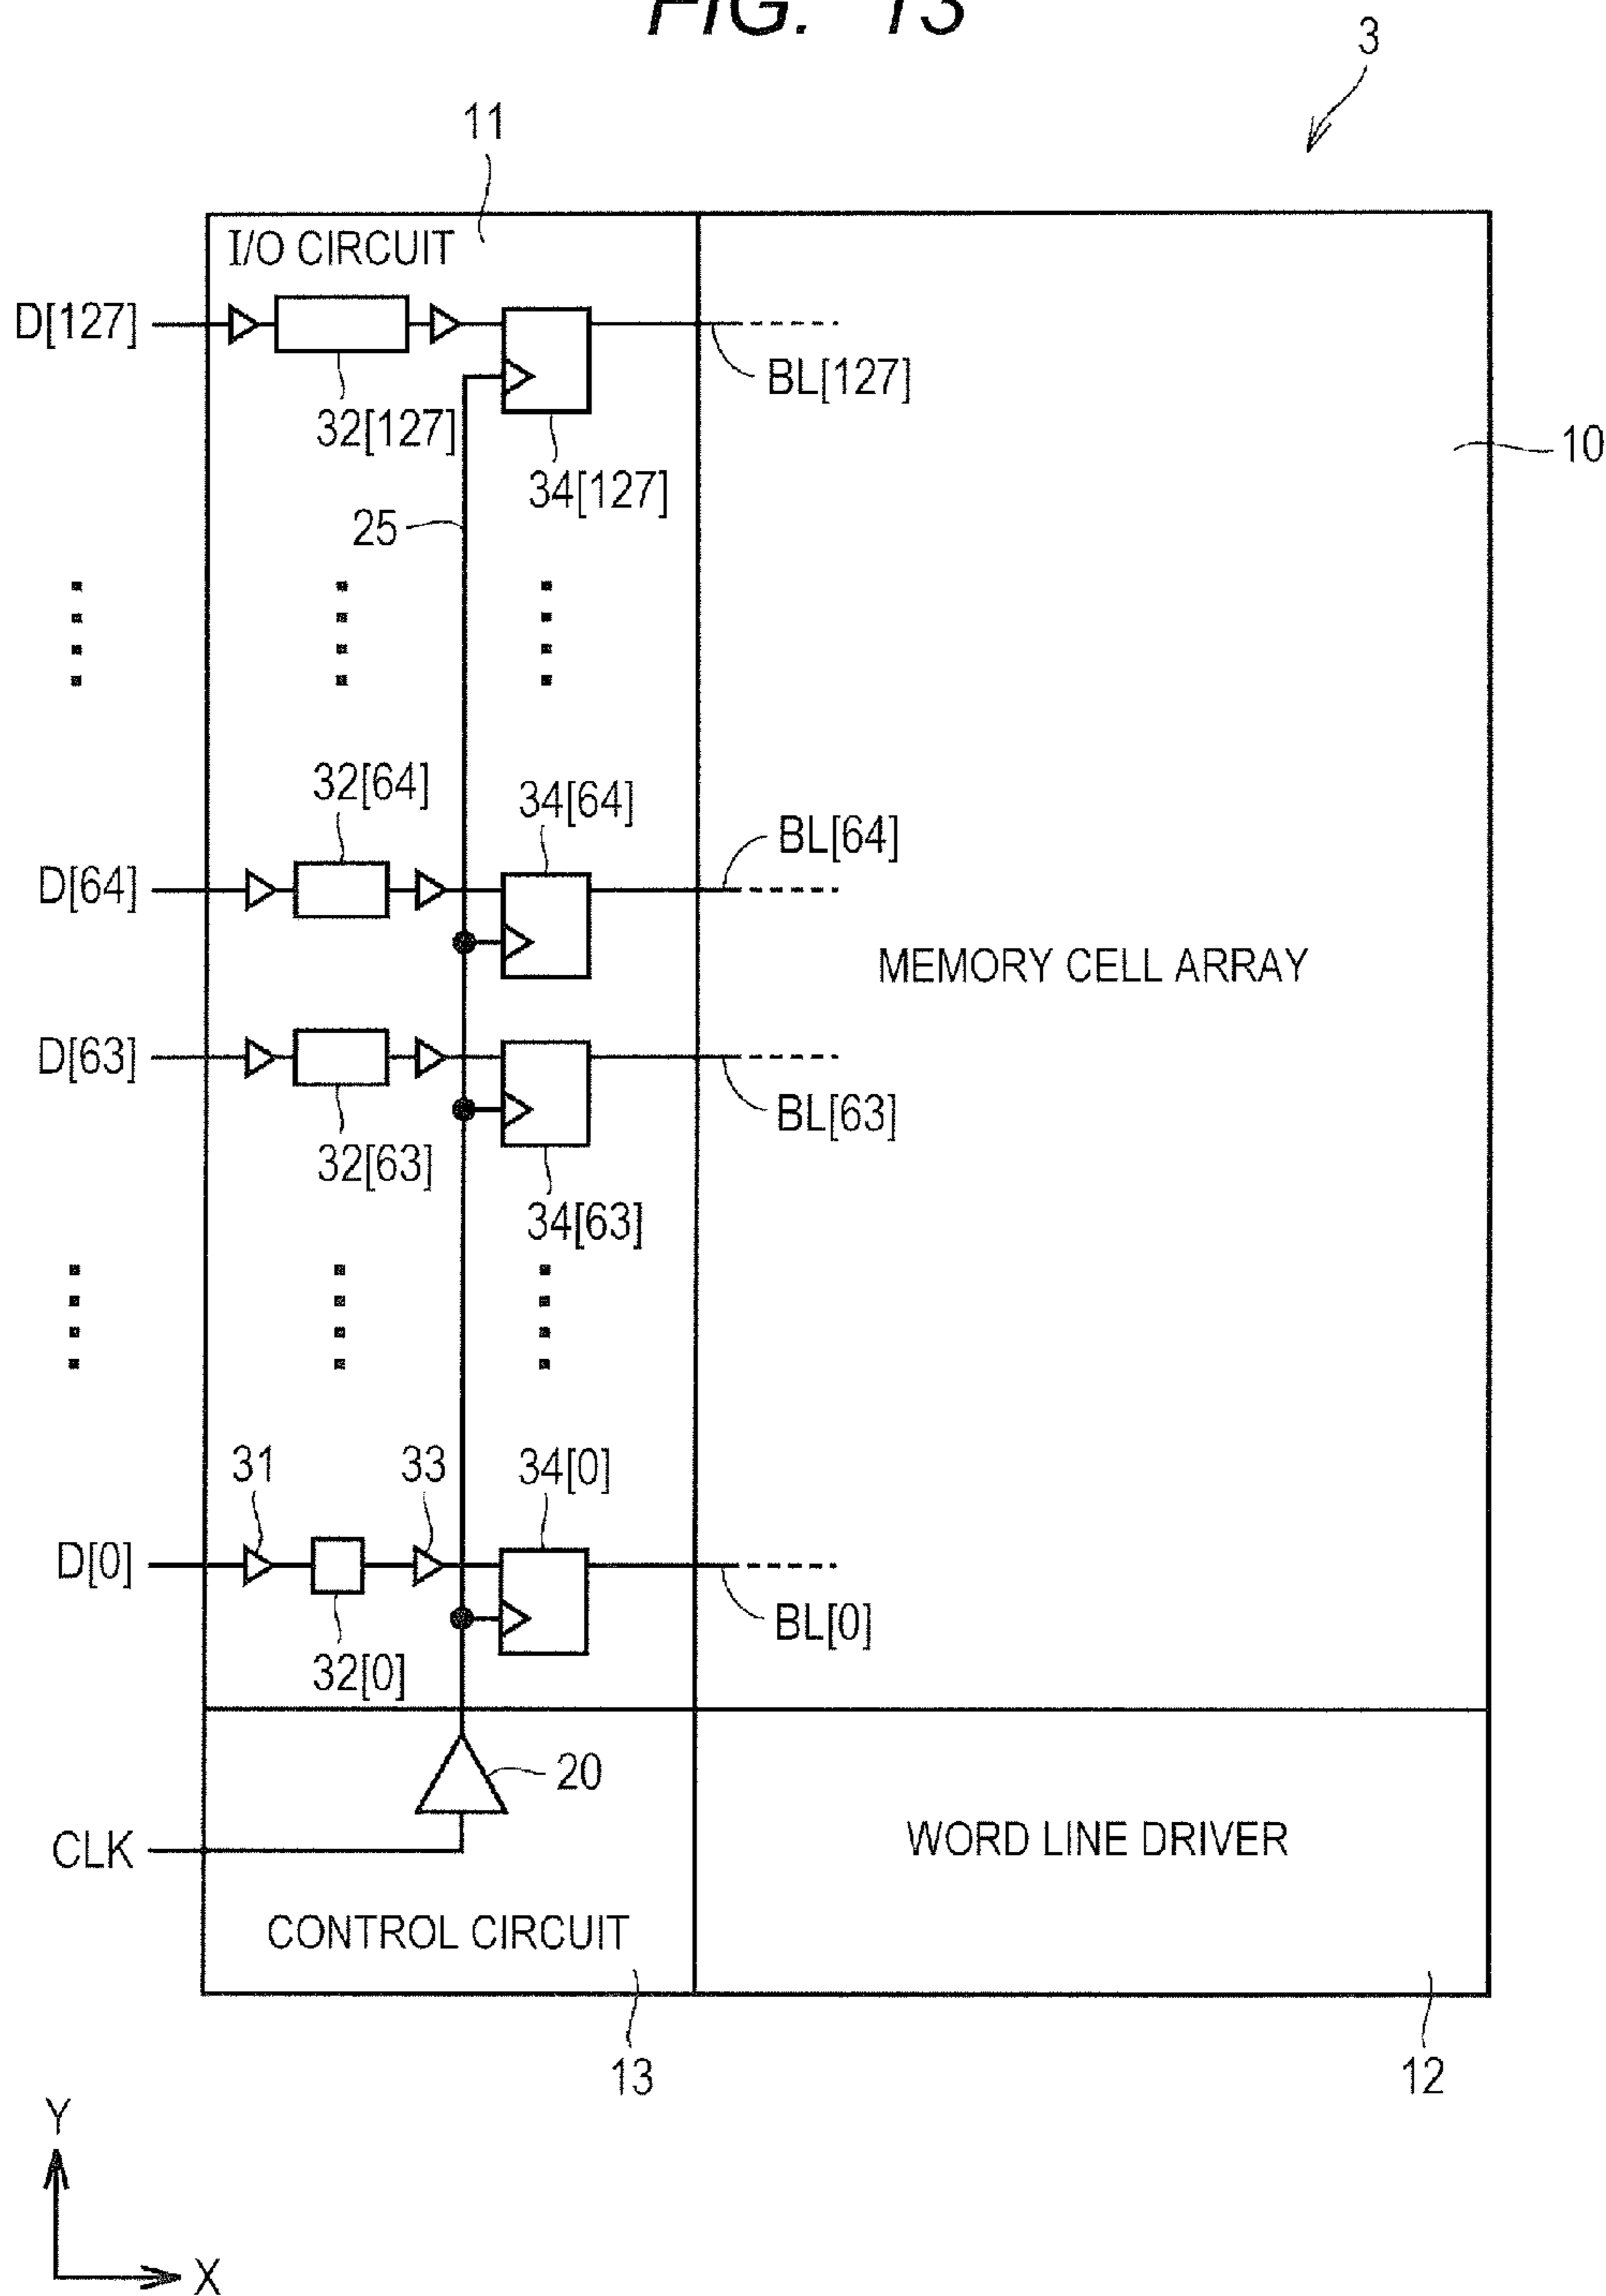 FIG. 13
3
11
I/O CIRCUIT
D[127]
BL[127]
32[127]
10
34[127]
25
32[64]
34[64]
BL[64]
D[64]
MEMORY CELL ARRAY
D[63]
BL[63]
32[63]
34[63]
31
33
34[0]
D[0]
BL[0]
32[0]
20
CLK
WORD LINE DRIVER
CONTROL CIRCUIT
13
12
Y
X